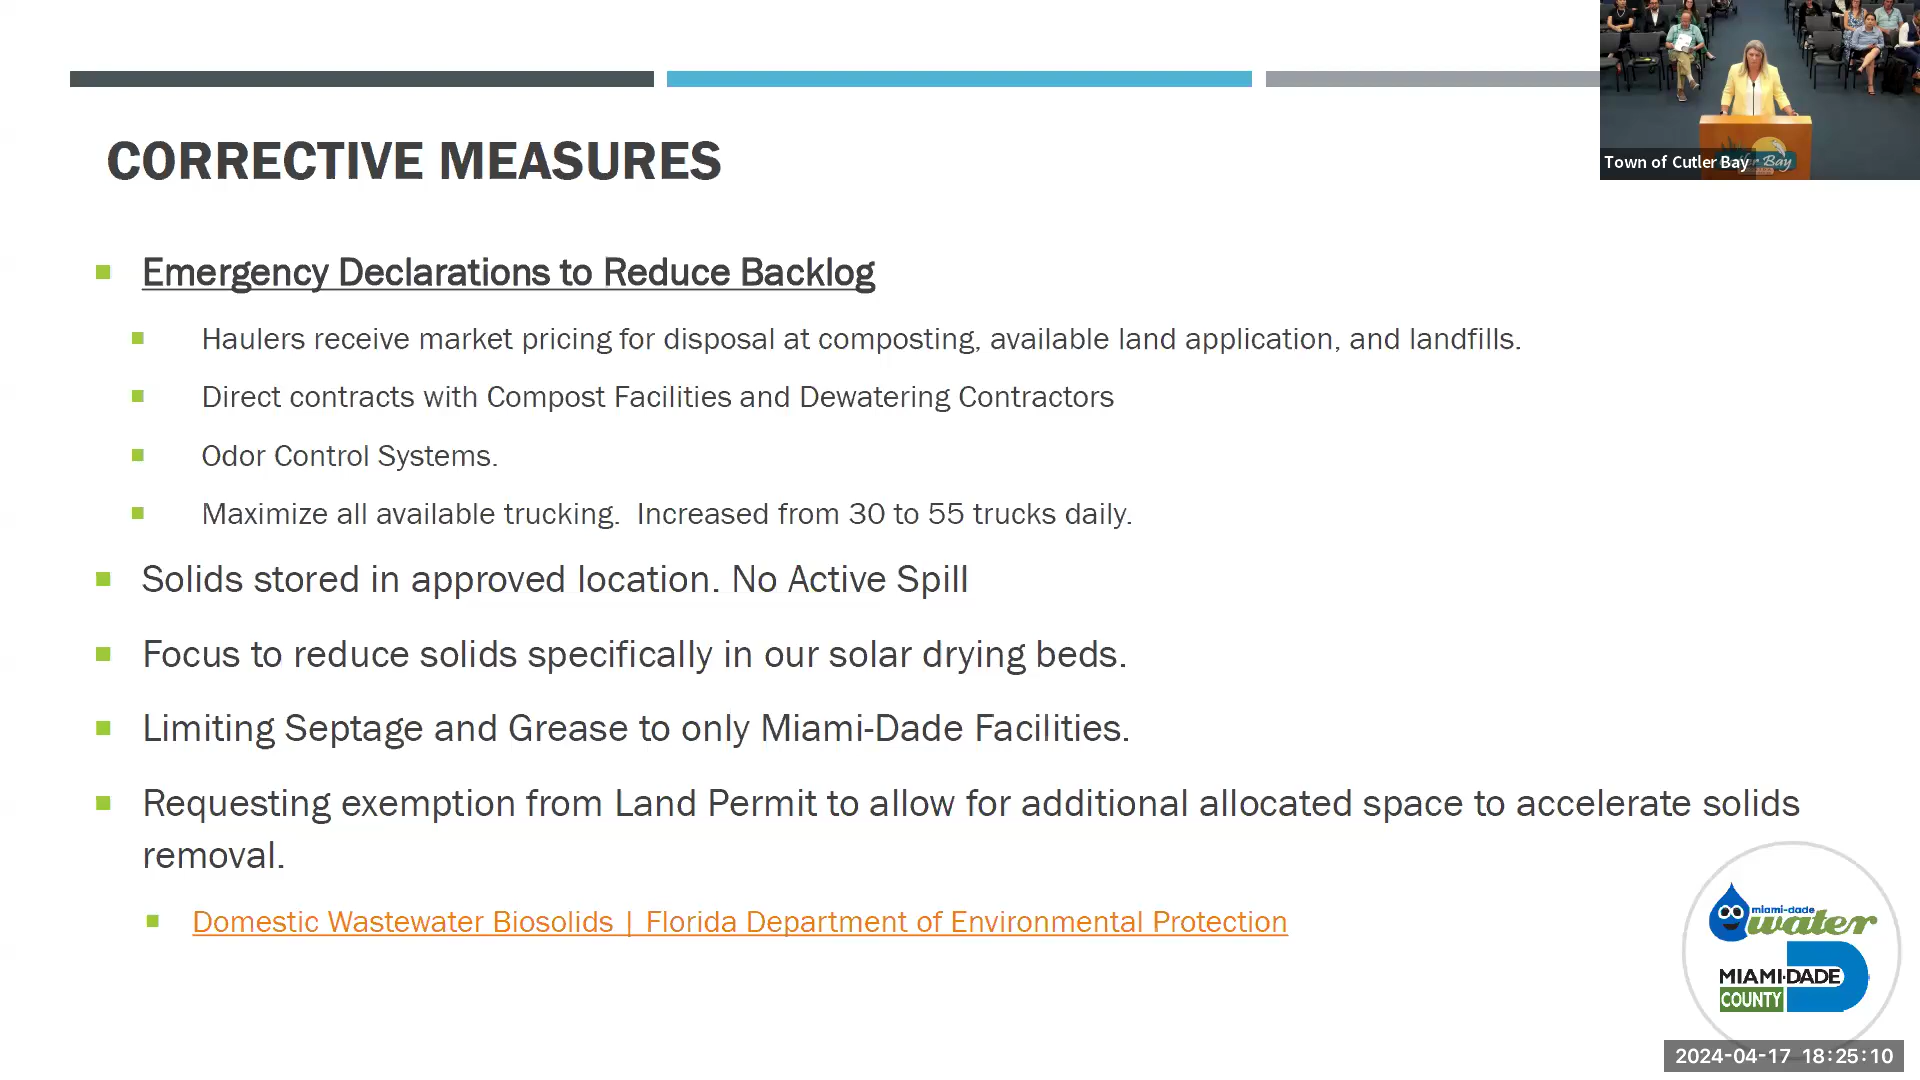 Town of Cutler Bay
CORRECTIVE MEASURES
Emergency Declarations to Reduce Backlog
Haulers receive market pricing for disposal at composting, available land application, and landfills.
Direct contracts with Compost Facilities and Dewatering Contractors
Odor Control Systems.
Maximize all available trucking.  Increased from 30 to 55 trucks daily.
Solids stored in approved location. No Active Spill
Focus to reduce solids specifically in our solar drying beds.
Limiting Septage and Grease to only Miami-Dade Facilities.
Requesting exemption from Land Permit to allow for additional allocated space to accelerate solids
removal.
Domestic Wastewater Biosolids | Florida Department of Environmental Protection
miami-dade
water
MIAMI-DADE
COUNTY
2024-04-17 18:25:10